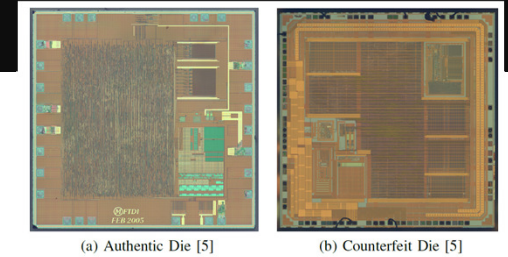 FTDI
FEB 2005
(a) Authentic Die [5]
(b) Counterfeit Die [5]